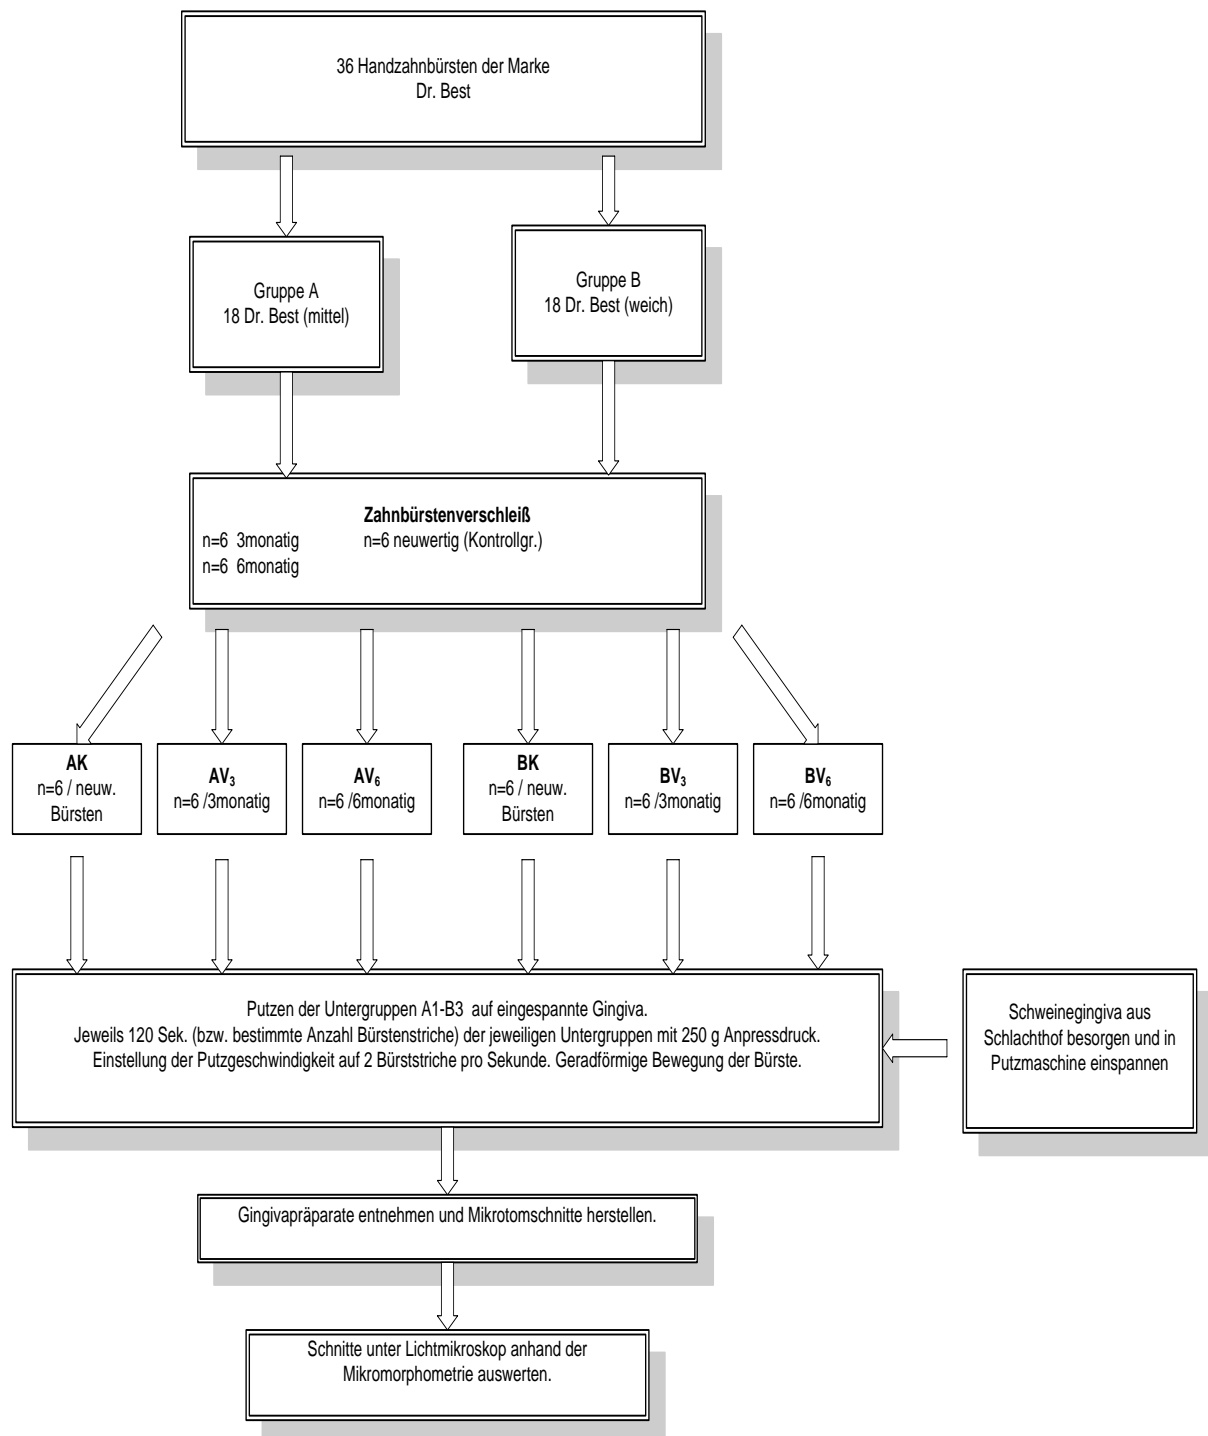 36 Handzahnbürsten der Marke
Dr. Best
Gruppe A
18 Dr. Best (mittel)
Gruppe B
18 Dr. Best (weich)
Zahnbürstenverschleiß
n=6 3monatig n=6 neuwertig (Kontrollgr.)
n=6 6monatig
AK
n=6 / neuw.
Bürsten
AV₃
n=6 /3monatig
AV₆
n=6 /6monatig
BK
n=6 / neuw.
Bürsten
BV₃
n=6 /3monatig
BV₆
n=6 /6monatig
Putzen der Untergruppen A1-B3 auf eingespannte Gingiva.
Jeweils 120 Sek. (bzw. bestimmte Anzahl Bürstenstriche) der jeweiligen Untergruppen mit 250 g Anpressdruck.
Einstellung der Putzgeschwindigkeit auf 2 Bürststriche pro Sekunde. Geradförmige Bewegung der Bürste.
Schweinegingiva aus
Schlachthof besorgen und in
Putzmaschine einspannen
Gingivapräparate entnehmen und Mikrotomschnitte herstellen.
Schnitte unter Lichtmikroskop anhand der
Mikromorphometrie auswerten.